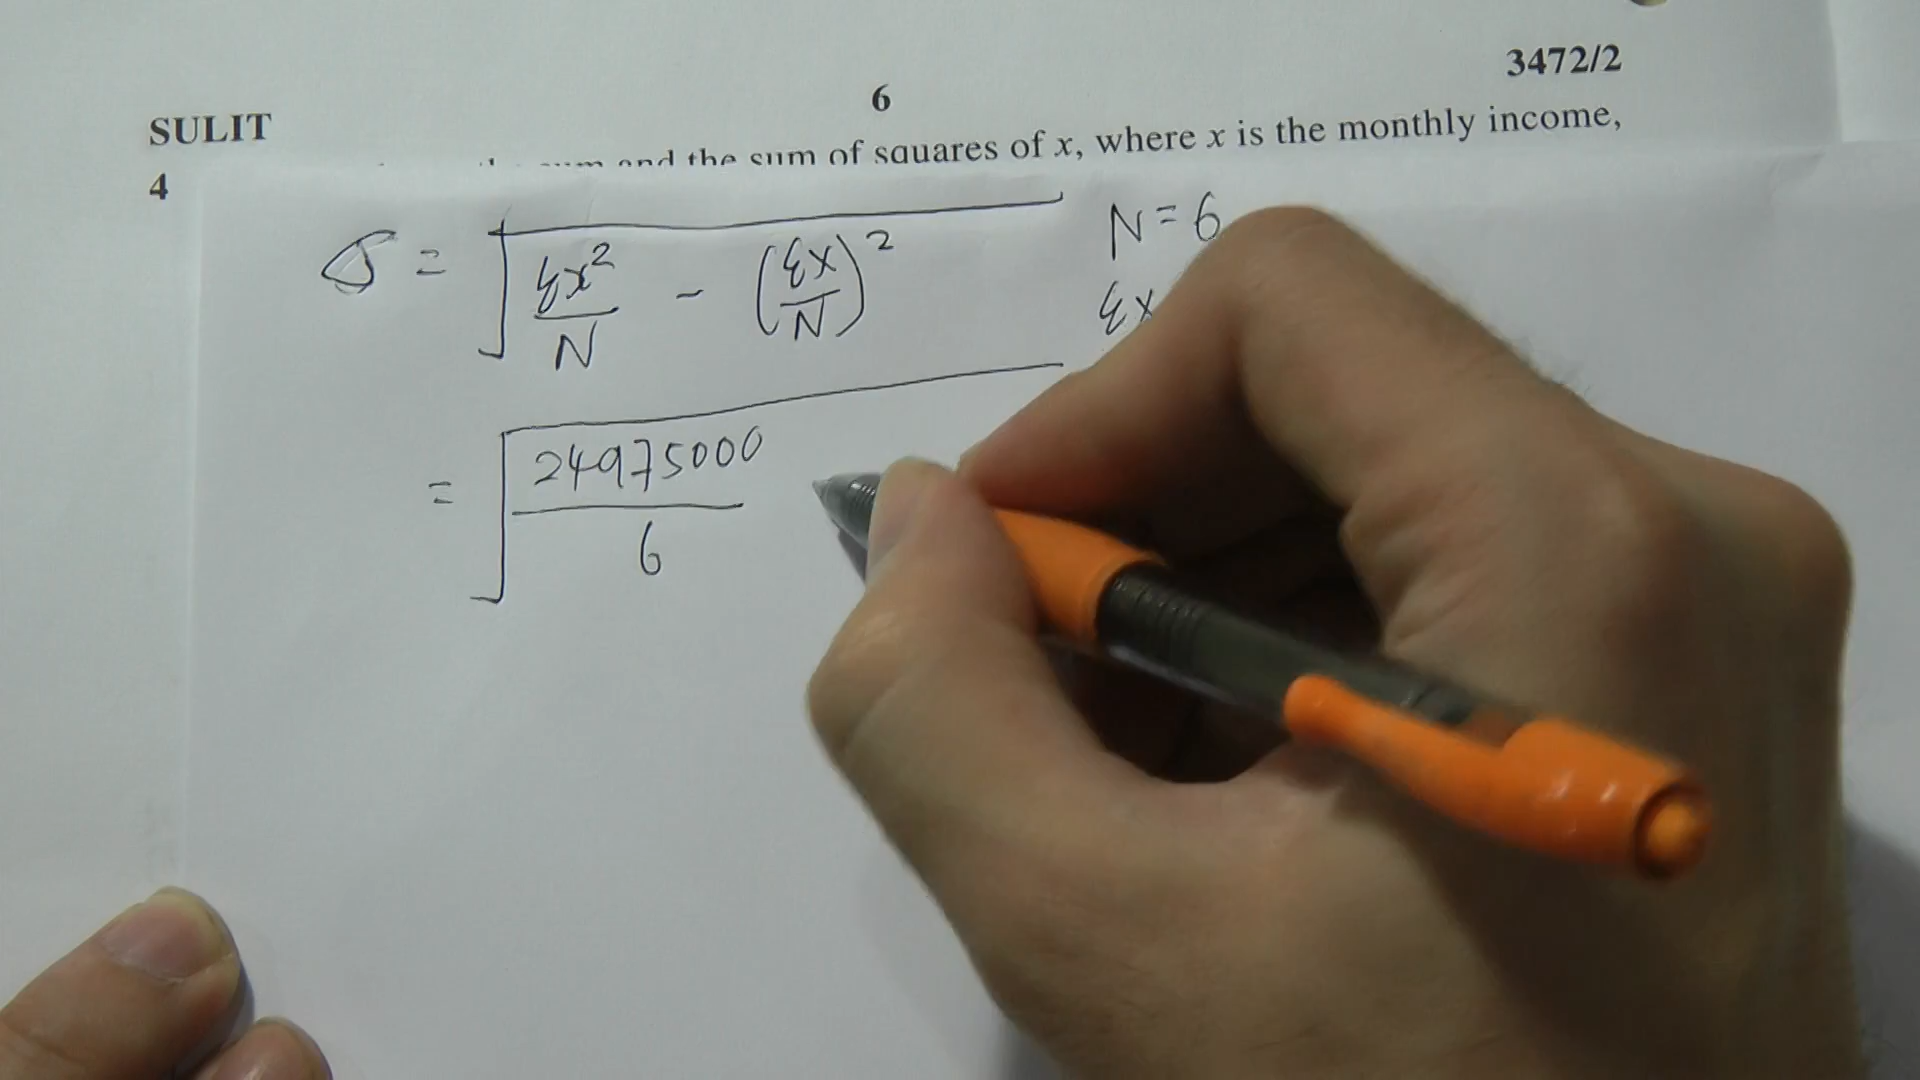 3472/2
6
SULIT
and the sum of squares of x, where x is the monthly income,
4
σ = √(Σx²/N - (Σx/N)²)
N = 6
Σx
= √(24975000/6